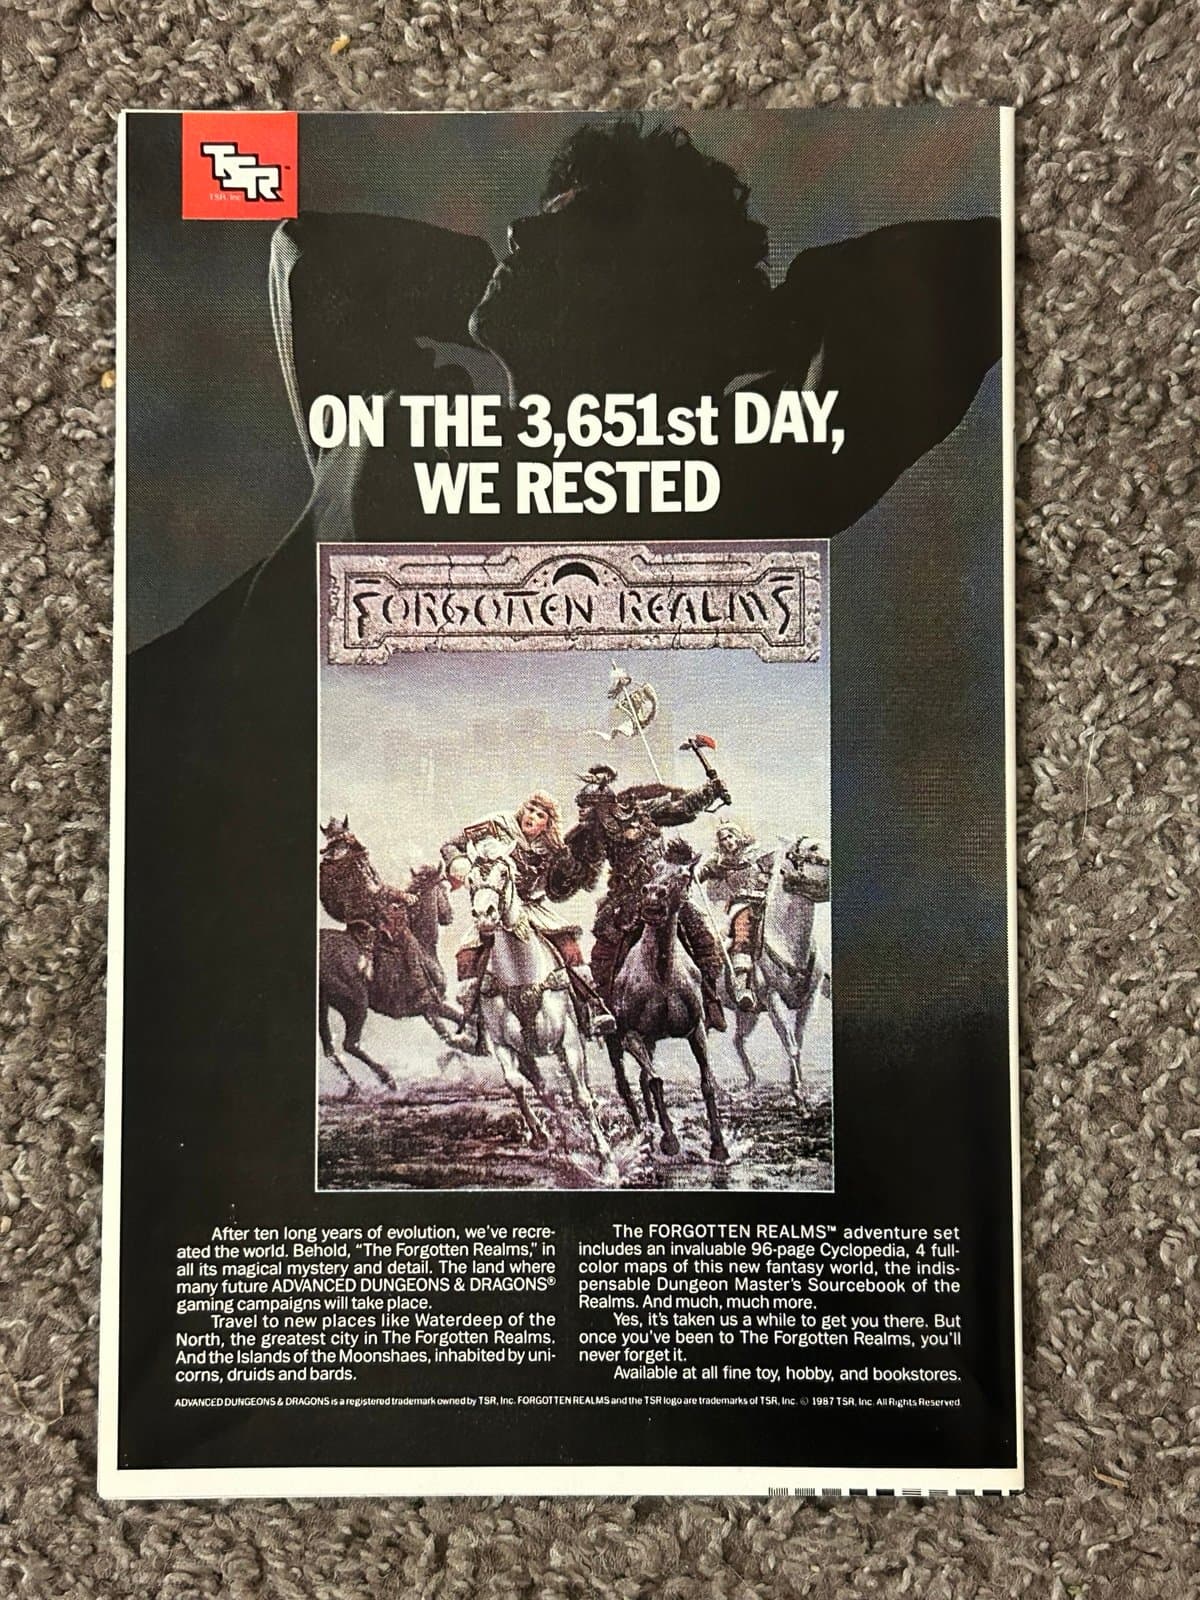 TSR™
TSR, Inc.
ON THE 3,651st DAY,
WE RESTED
FORGOTTEN REALMS
After ten long years of evolution, we've recre-
ated the world. Behold, "The Forgotten Realms," in
all its magical mystery and detail. The land where
many future ADVANCED DUNGEONS & DRAGONS®
gaming campaigns will take place.
Travel to new places like Waterdeep of the
North, the greatest city in The Forgotten Realms.
And the Islands of the Moonshaes, inhabited by uni-
corns, druids and bards.
The FORGOTTEN REALMS™ adventure set
includes an invaluable 96-page Cyclopedia, 4 full-
color maps of this new fantasy world, the indis-
pensable Dungeon Master's Sourcebook of the
Realms. And much, much more.
Yes, it's taken us a while to get you there. But
once you've been to The Forgotten Realms, you'll
never forget it.
Available at all fine toy, hobby, and bookstores.
ADVANCED DUNGEONS & DRAGONS is a registered trademark owned by TSR, Inc. FORGOTTEN REALMS and the TSR logo are trademarks of TSR, Inc. © 1987 TSR, Inc. All Rights Reserved.